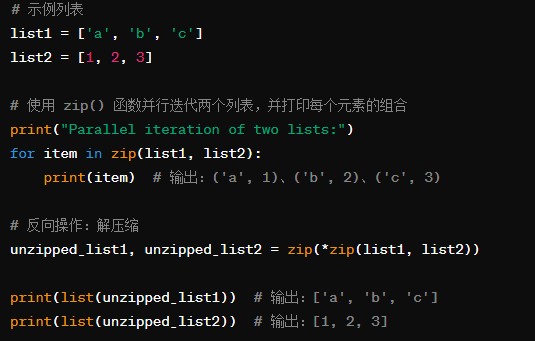 # 示例列表
list1 = ['a', 'b', 'c']
list2 = [1, 2, 3]
# 使用 zip() 函数并行迭代两个列表，并打印每个元素的组合
print("Parallel iteration of two lists:")
for item in zip(list1, list2):
    print(item)  # 输出：('a', 1)、('b', 2)、('c', 3)
# 反向操作：解压缩
unzipped_list1, unzipped_list2 = zip(*zip(list1, list2))
print(list(unzipped_list1))  # 输出：['a', 'b', 'c']
print(list(unzipped_list2))  # 输出：[1, 2, 3]